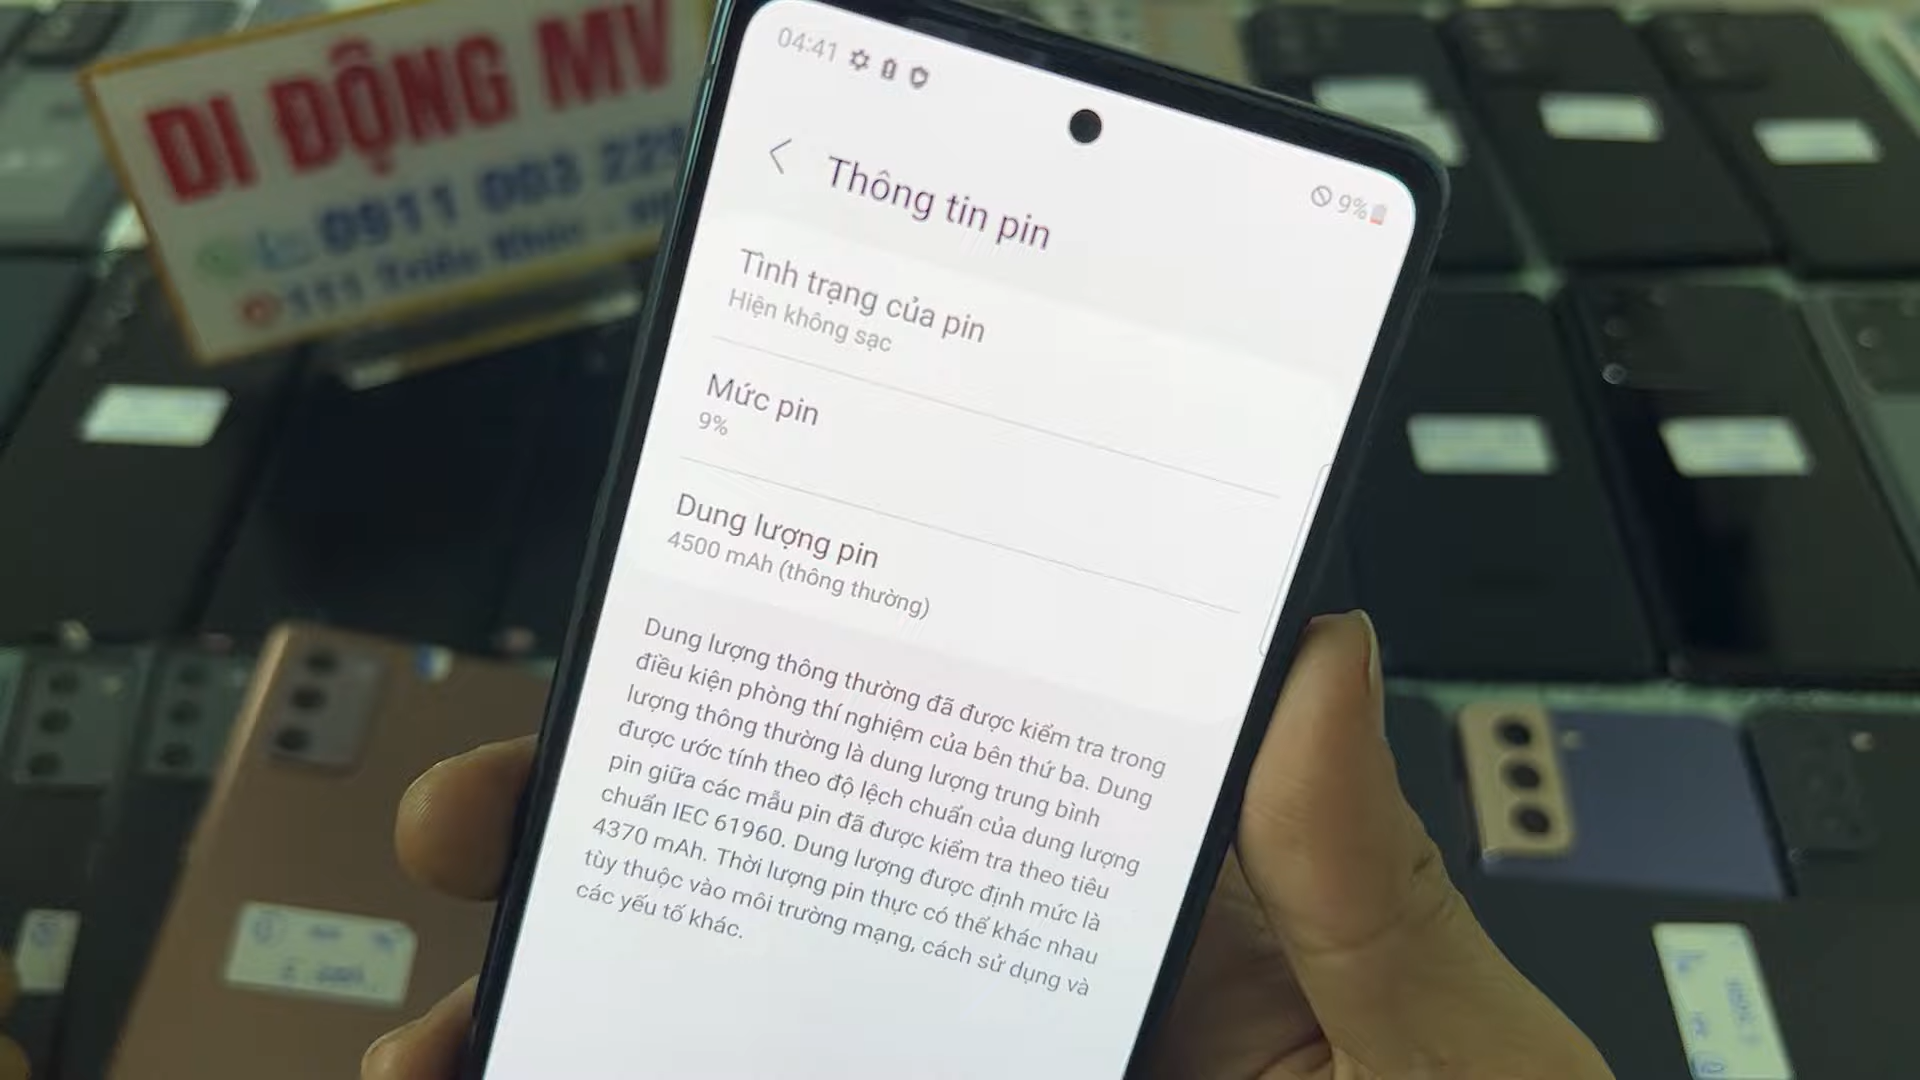 DI ĐỘNG MV
0911 003 22
111 Triều Khúc -
04:41
9%
Thông tin pin
Tình trạng của pin
Hiện không sạc
Mức pin
9%
Dung lượng pin
4500 mAh (thông thường)
Dung lượng thông thường đã được kiểm tra trong
điều kiện phòng thí nghiệm của bên thứ ba. Dung
lượng thông thường là dung lượng trung bình
được ước tính theo độ lệch chuẩn của dung lượng
pin giữa các mẫu pin đã được kiểm tra theo tiêu
chuẩn IEC 61960. Dung lượng được định mức là
4370 mAh. Thời lượng pin thực có thể khác nhau
tùy thuộc vào môi trường mạng, cách sử dụng và
các yếu tố khác.